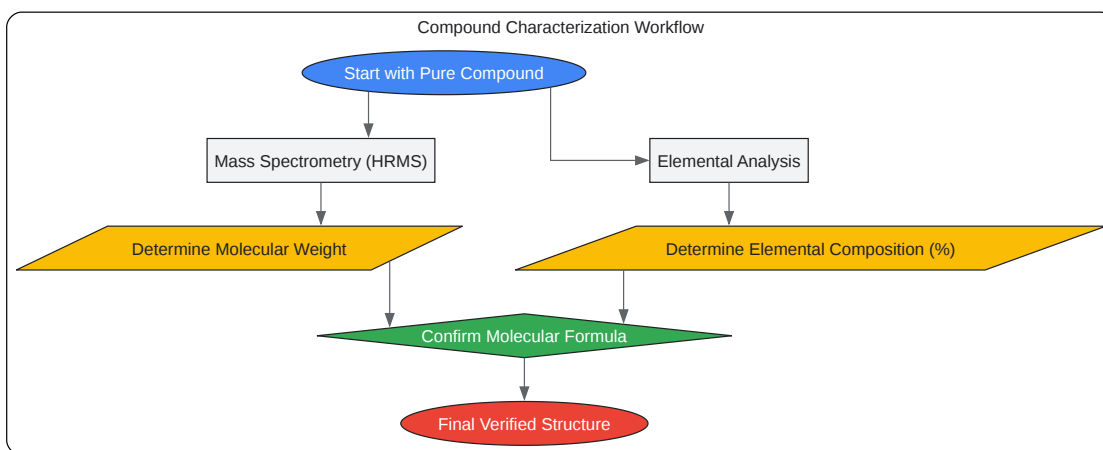 Compound Characterization Workflow
Start with Pure Compound
Mass Spectrometry (HRMS)
Elemental Analysis
Determine Molecular Weight
Determine Elemental Composition (%)
Confirm Molecular Formula
Final Verified Structure